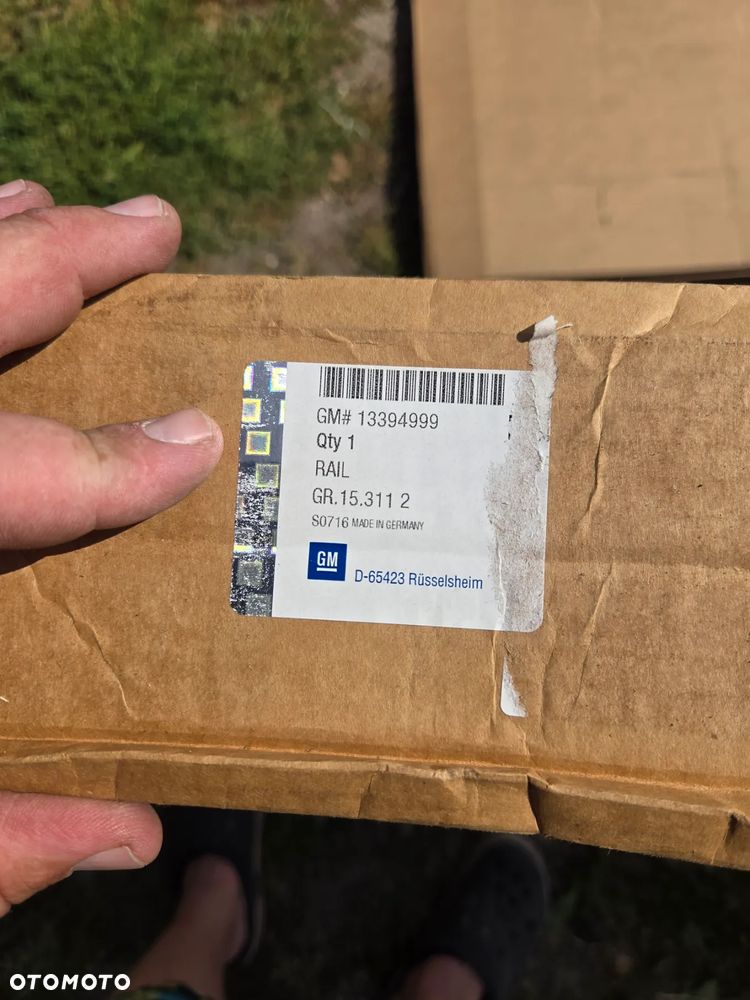 GM# 13394999
Qty 1
RAIL
GR.15.311 2
S0716 MADE IN GERMANY
GM
D-65423 Rüsselsheim
OTOMOTO